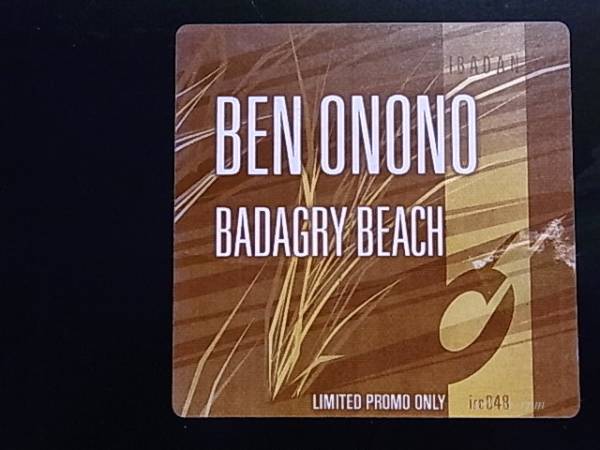 IBADAN
BEN ONONO
BADAGRY BEACH
LIMITED PROMO ONLY irc048